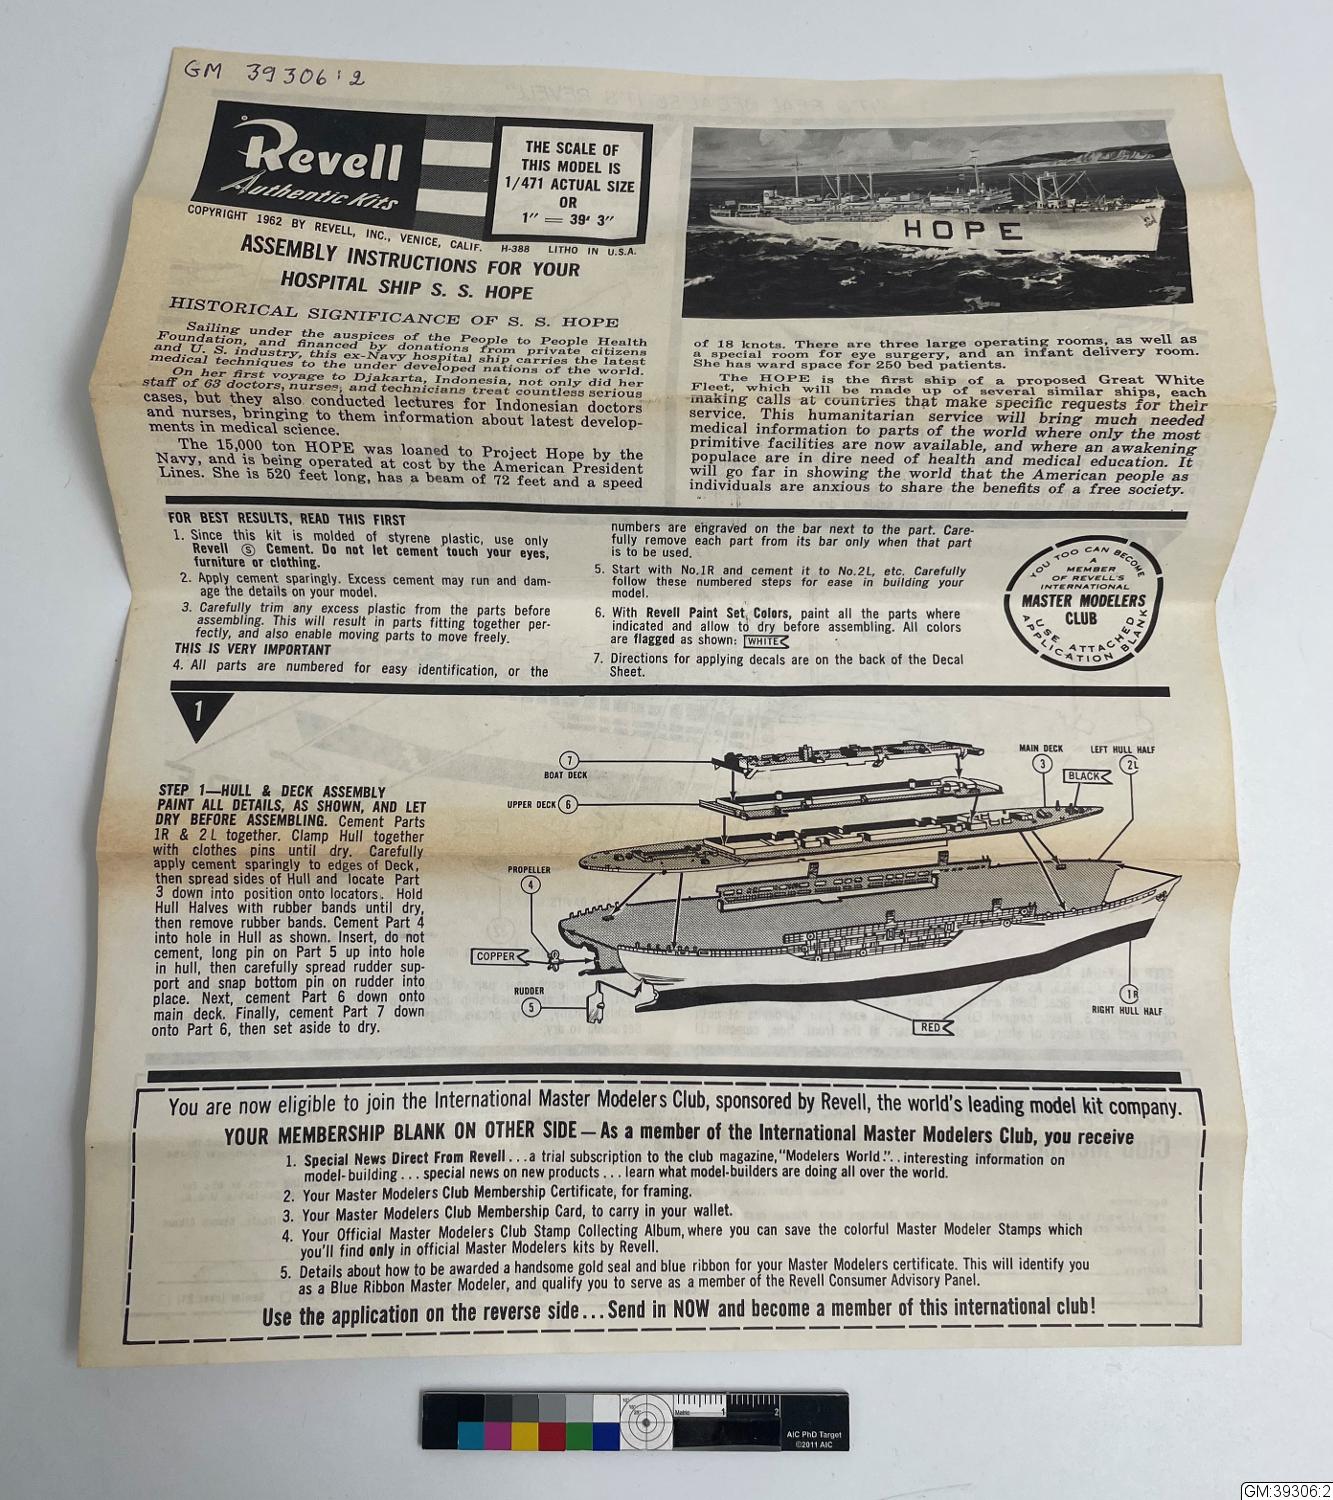 GM 39306:2
Revell
Authentic Kits
THE SCALE OF
THIS MODEL IS
1/471 ACTUAL SIZE
OR
1" = 39' 3"
COPYRIGHT 1962 BY REVELL, INC., VENICE, CALIF. H-388 LITHO IN U.S.A.
ASSEMBLY INSTRUCTIONS FOR YOUR
HOSPITAL SHIP S. S. HOPE
HOPE
HISTORICAL SIGNIFICANCE OF S. S. HOPE
Sailing under the auspices of the People to People Health
Foundation, and financed by donations from private citizens
and U. S. industry, this ex-Navy hospital ship carries the latest
medical techniques to the under developed nations of the world.
On her first voyage to Djakarta, Indonesia, not only did her
staff of 63 doctors, nurses, and technicians treat countless serious
cases, but they also conducted lectures for Indonesian doctors
and nurses, bringing to them information about latest develop-
ments in medical science.
The 15,000 ton HOPE was loaned to Project Hope by the
Navy, and is being operated at cost by the American President
Lines. She is 520 feet long, has a beam of 72 feet and a speed
of 18 knots. There are three large operating rooms, as well as
a special room for eye surgery, and an infant delivery room.
She has ward space for 250 bed patients.
The HOPE is the first ship of a proposed Great White
Fleet, which will be made up of several similar ships, each
making calls at countries that make specific requests for their
service. This humanitarian service will bring much needed
medical information to parts of the world where only the most
primitive facilities are now available, and where an awakening
populace are in dire need of health and medical education. It
will go far in showing the world that the American people as
individuals are anxious to share the benefits of a free society.
FOR BEST RESULTS, READ THIS FIRST
1. Since this kit is molded of styrene plastic, use only
Revell Ⓢ Cement. Do not let cement touch your eyes,
furniture or clothing.
2. Apply cement sparingly. Excess cement may run and dam-
age the details on your model.
3. Carefully trim any excess plastic from the parts before
assembling. This will result in parts fitting together per-
fectly, and also enable moving parts to move freely.
THIS IS VERY IMPORTANT
4. All parts are numbered for easy identification, or the
numbers are engraved on the bar next to the part. Care-
fully remove each part from its bar only when that part
is to be used.
5. Start with No.1R and cement it to No.2L, etc. Carefully
follow these numbered steps for ease in building your
model.
6. With Revell Paint Set Colors, paint all the parts where
indicated and allow to dry before assembling. All colors
are flagged as shown: WHITE
7. Directions for applying decals are on the back of the Decal
Sheet.
YOU TOO CAN BECOME
A
MEMBER
OF REVELL'S
INTERNATIONAL
MASTER MODELERS
CLUB
USE ATTACHED
APPLICATION BLANK
1
STEP 1—HULL & DECK ASSEMBLY
PAINT ALL DETAILS, AS SHOWN, AND LET
DRY BEFORE ASSEMBLING. Cement Parts
1R & 2L together. Clamp Hull together
with clothes pins until dry. Carefully
apply cement sparingly to edges of Deck,
then spread sides of Hull and locate Part
3 down into position onto locators. Hold
Hull Halves with rubber bands until dry,
then remove rubber bands. Cement Part 4
into hole in Hull as shown. Insert, do not
cement, long pin on Part 5 up into hole
in hull, then carefully spread rudder sup-
port and snap bottom pin on rudder into
place. Next, cement Part 6 down onto
main deck. Finally, cement Part 7 down
onto Part 6, then set aside to dry.
7
BOAT DECK
UPPER DECK 6
MAIN DECK
3
LEFT HULL HALF
2L
BLACK
PROPELLER
4
COPPER
RUDDER
5
RED
1R
RIGHT HULL HALF
You are now eligible to join the International Master Modelers Club, sponsored by Revell, the world's leading model kit company.
YOUR MEMBERSHIP BLANK ON OTHER SIDE — As a member of the International Master Modelers Club, you receive
1. Special News Direct From Revell...a trial subscription to the club magazine, "Modelers World."...interesting information on
model-building...special news on new products...learn what model-builders are doing all over the world.
2. Your Master Modelers Club Membership Certificate, for framing.
3. Your Master Modelers Club Membership Card, to carry in your wallet.
4. Your Official Master Modelers Club Stamp Collecting Album, where you can save the colorful Master Modeler Stamps which
you'll find only in official Master Modelers kits by Revell.
5. Details about how to be awarded a handsome gold seal and blue ribbon for your Master Modelers certificate. This will identify you
as a Blue Ribbon Master Modeler, and qualify you to serve as a member of the Revell Consumer Advisory Panel.
Use the application on the reverse side...Send in NOW and become a member of this international club!
Metric 1 2
AIC PhD Target
©2011 AIC
GM:39306:2